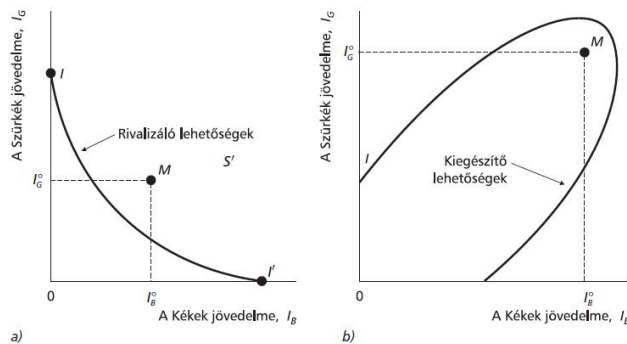 A Szürkék jövedelme, I_G
I
Rivalizáló lehetőségek
S'
M
I_G°
I'
0
I_B°
A Kékek jövedelme, I_B
a)
A Szürkék jövedelme, I_G
I_G°
M
I
Kiegészítő
lehetőségek
0
I_B°
A Kékek jövedelme, I_B
b)